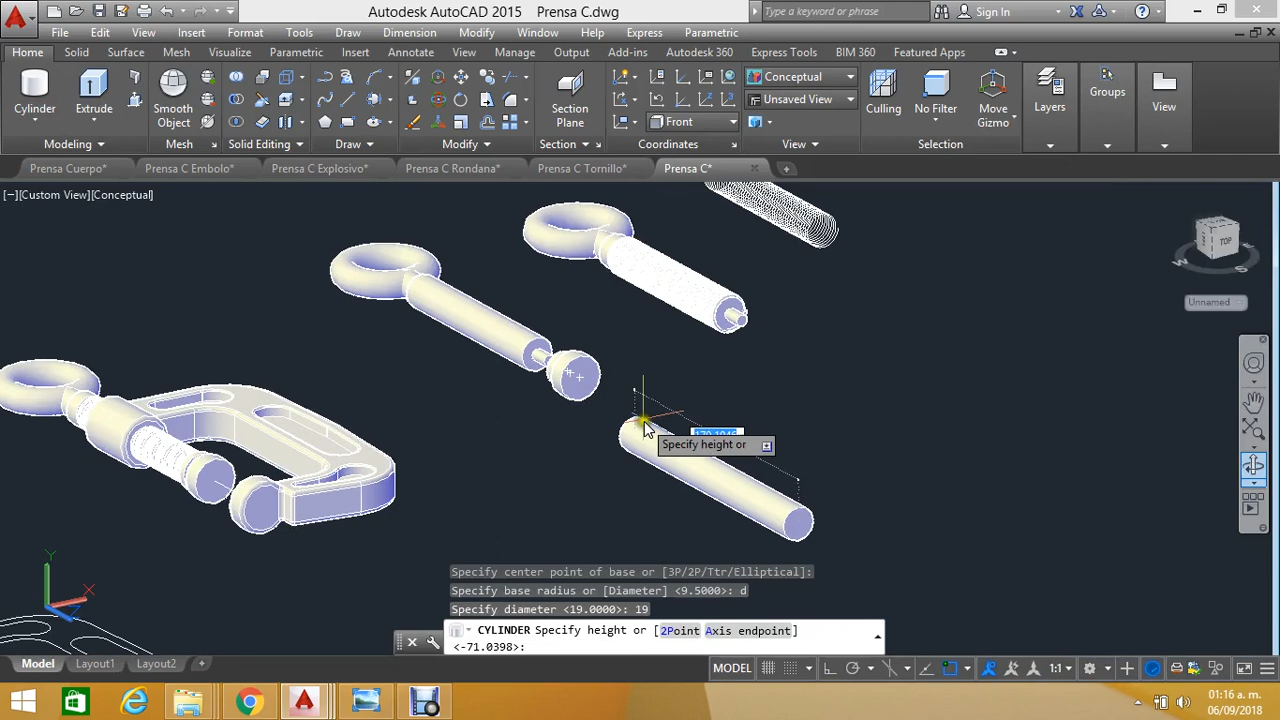 Autodesk AutoCAD 2015 Prensa C.dwg
Type a keyword or phrase
Sign In
File Edit View Insert Format Tools Draw Dimension Modify Window Help Express Parametric
Home Solid Surface Mesh Visualize Parametric Insert Annotate View Manage Output Add-ins Autodesk 360 Express Tools BIM 360 Featured Apps
Conceptual
Unsaved View
Front
Cylinder Extrude Smooth Object Section Plane Culling No Filter Move Gizmo Layers Groups View
Modeling Mesh Solid Editing Draw Modify Section Coordinates View Selection
Prensa Cuerpo* Prensa C Embolo* Prensa C Explosivo* Prensa C Rondana* Prensa C Tornillo* Prensa C*
[−][Custom View][Conceptual]
TOP
W
S
Unnamed
Specify height or
Y
X
Z
Specify center point of base or [3P/2P/Ttr/Elliptical]:
Specify base radius or [Diameter] <9.5000>: d
Specify diameter <19.0000>: 19
CYLINDER Specify height or [2Point Axis endpoint]
<-71.0398>:
Model Layout1 Layout2
MODEL
1:1
01:16 a.m.
06/09/2018